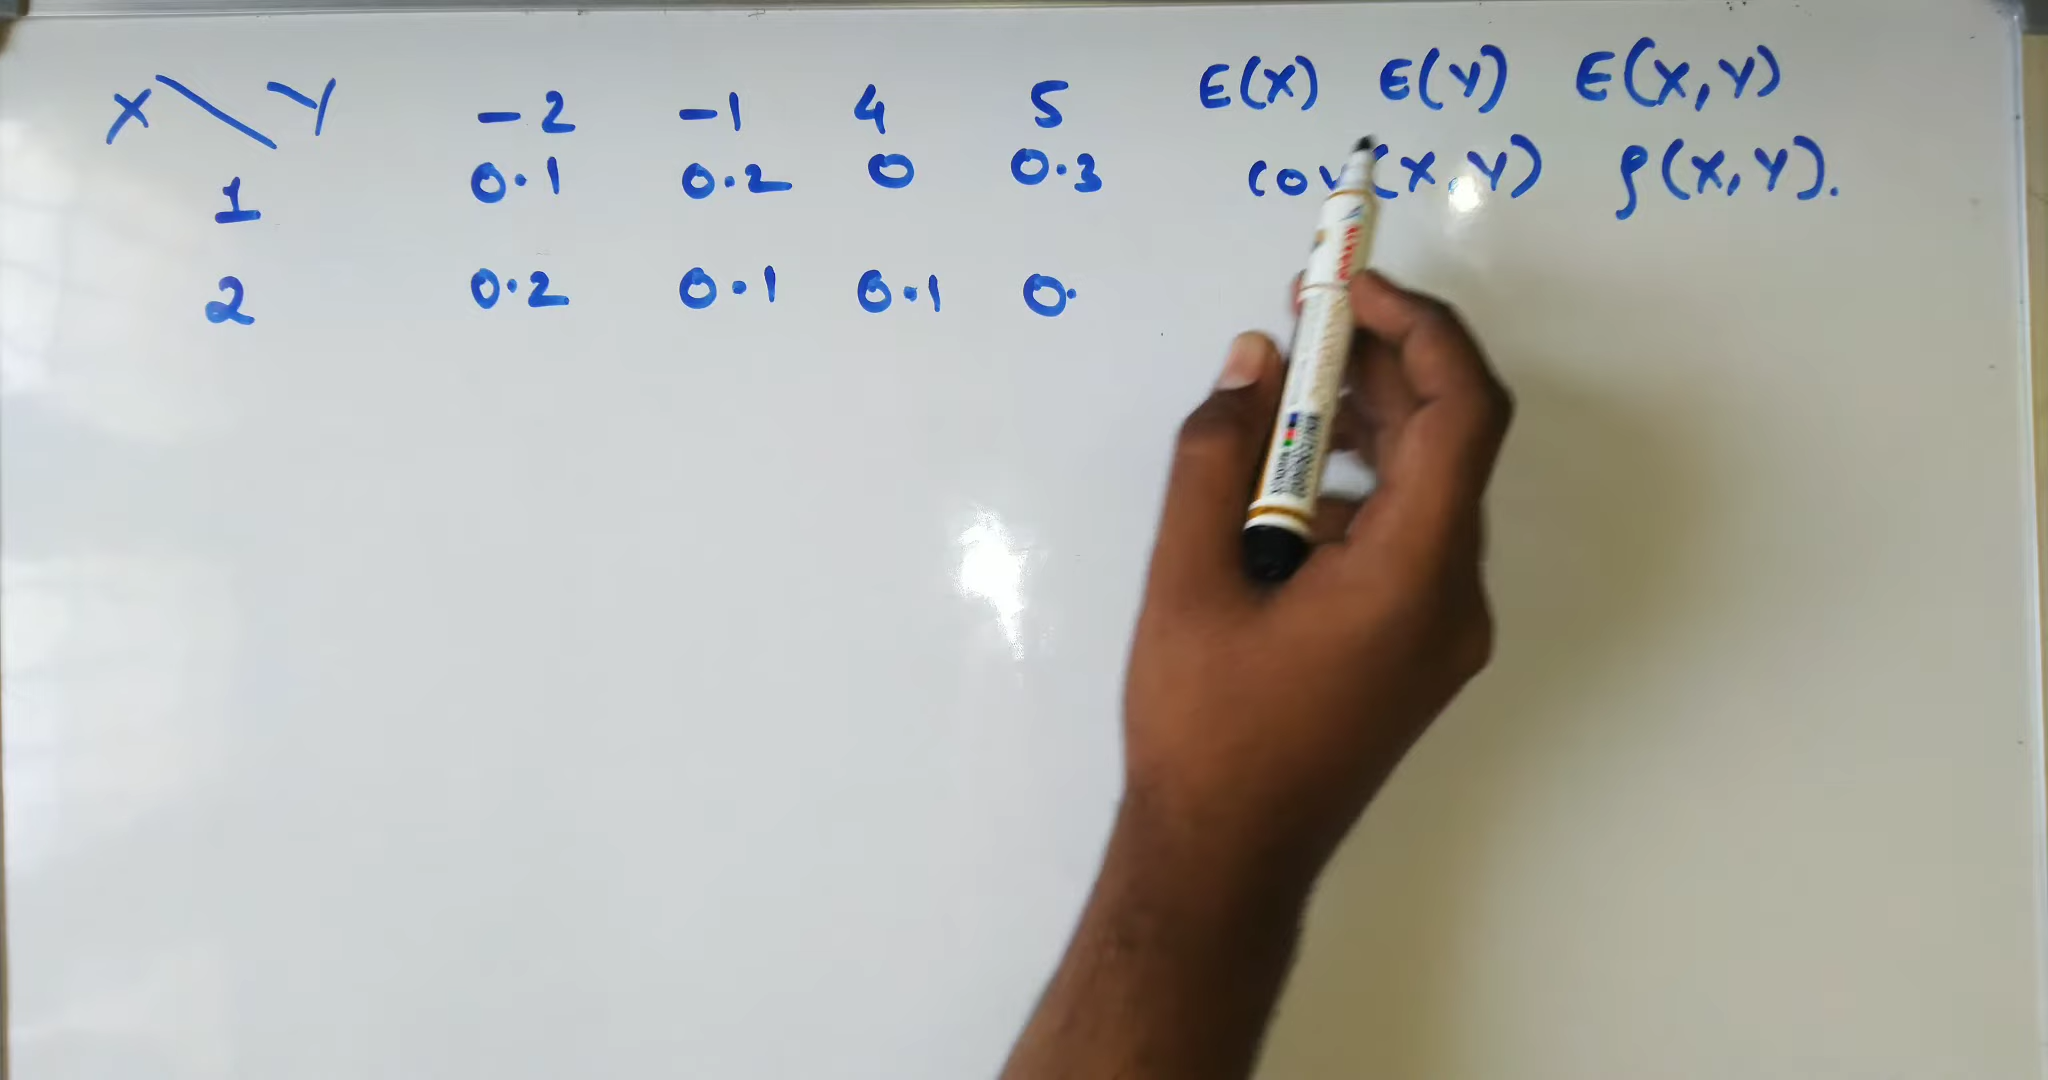 X \ Y -2 -1 4 5
1 0.1 0.2 0 0.3
2 0.2 0.1 0.1 0.
E(X) E(Y) E(X,Y)
cov(X,Y) ρ(X,Y).